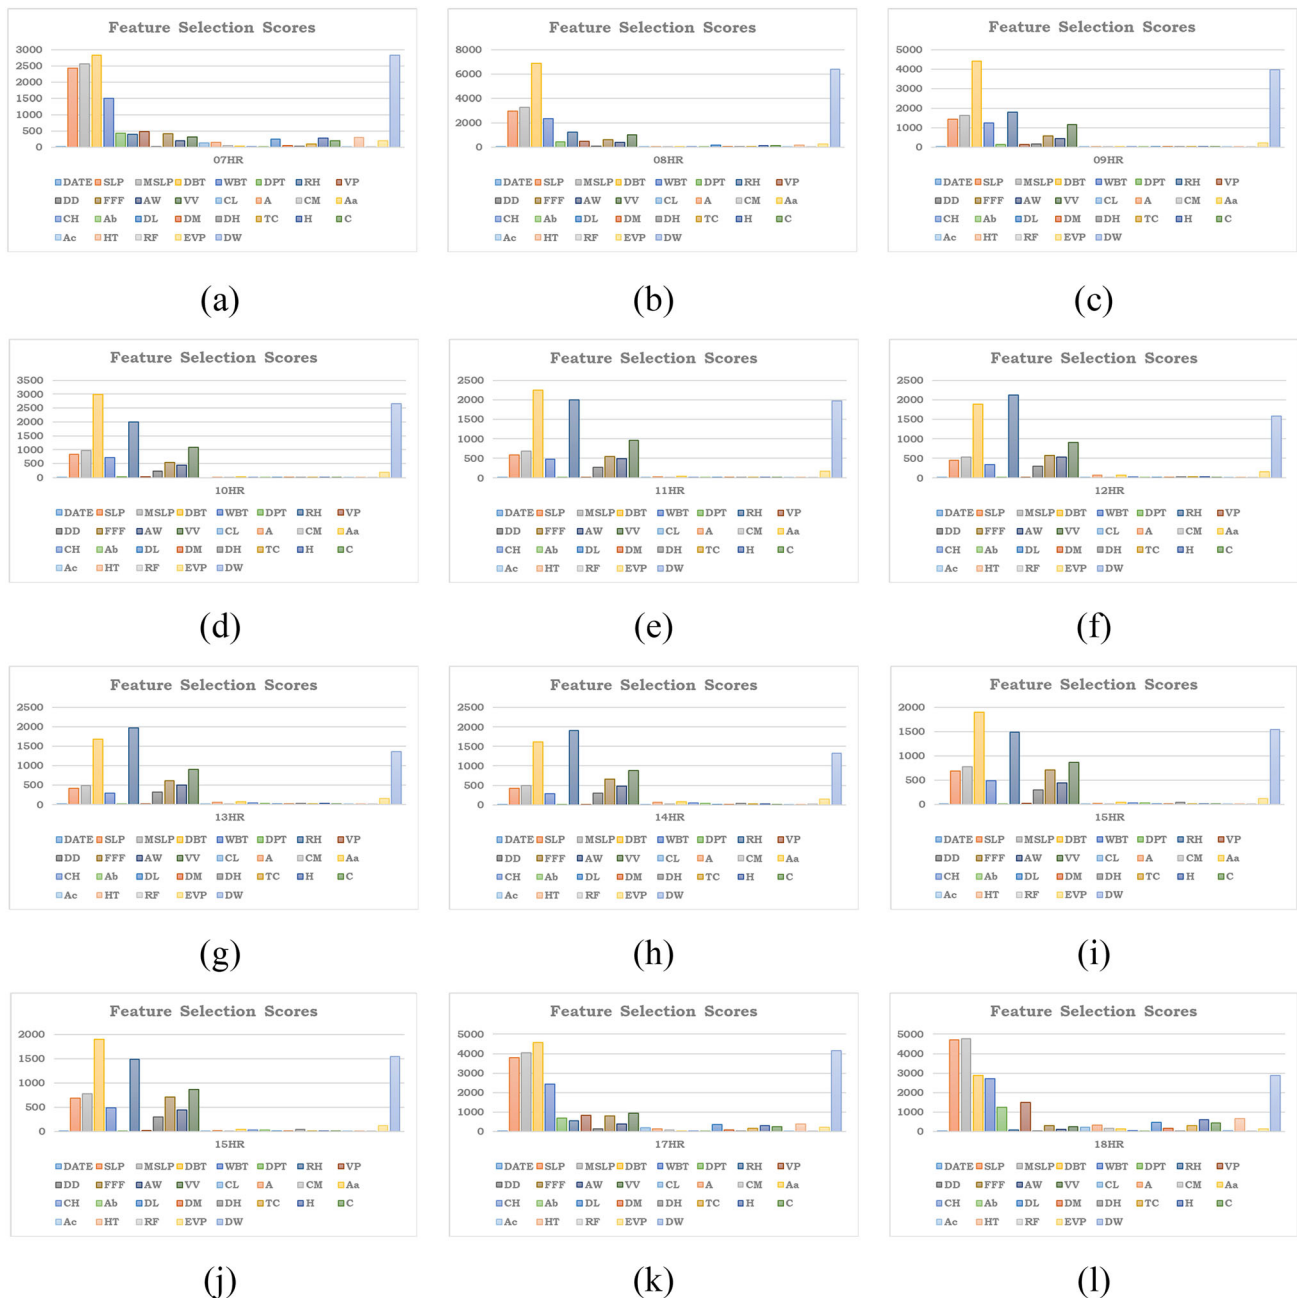 Feature Selection Scores
3000
2500
2000
1500
1000
500
0
07HR
DATE SLP MSLP DBT WBT DPT RH VP
DD FFF AW VV CL A CM Aa
CH Ab DL DM DH TC H C
Ac HT RF EVP DW
(a)
Feature Selection Scores
8000
6000
4000
2000
0
08HR
DATE SLP MSLP DBT WBT DPT RH VP
DD FFF AW VV CL A CM Aa
CH Ab DL DM DH TC H C
Ac HT RF EVP DW
(b)
Feature Selection Scores
5000
4000
3000
2000
1000
0
09HR
DATE SLP MSLP DBT WBT DPT RH VP
DD FFF AW VV CL A CM Aa
CH Ab DL DM DH TC H C
Ac HT RF EVP DW
(c)
Feature Selection Scores
3500
3000
2500
2000
1500
1000
500
0
10HR
DATE SLP MSLP DBT WBT DPT RH VP
DD FFF AW VV CL A CM Aa
CH Ab DL DM DH TC H C
Ac HT RF EVP DW
(d)
Feature Selection Scores
2500
2000
1500
1000
500
0
11HR
DATE SLP MSLP DBT WBT DPT RH VP
DD FFF AW VV CL A CM Aa
CH Ab DL DM DH TC H C
Ac HT RF EVP DW
(e)
Feature Selection Scores
2500
2000
1500
1000
500
0
12HR
DATE SLP MSLP DBT WBT DPT RH VP
DD FFF AW VV CL A CM Aa
CH Ab DL DM DH TC H C
Ac HT RF EVP DW
(f)
Feature Selection Scores
2500
2000
1500
1000
500
0
13HR
DATE SLP MSLP DBT WBT DPT RH VP
DD FFF AW VV CL A CM Aa
CH Ab DL DM DH TC H C
Ac HT RF EVP DW
(g)
Feature Selection Scores
2500
2000
1500
1000
500
0
14HR
DATE SLP MSLP DBT WBT DPT RH VP
DD FFF AW VV CL A CM Aa
CH Ab DL DM DH TC H C
Ac HT RF EVP DW
(h)
Feature Selection Scores
2000
1500
1000
500
0
15HR
DATE SLP MSLP DBT WBT DPT RH VP
DD FFF AW VV CL A CM Aa
CH Ab DL DM DH TC H C
Ac HT RF EVP DW
(i)
Feature Selection Scores
2000
1500
1000
500
0
15HR
DATE SLP MSLP DBT WBT DPT RH VP
DD FFF AW VV CL A CM Aa
CH Ab DL DM DH TC H C
Ac HT RF EVP DW
(j)
Feature Selection Scores
5000
4000
3000
2000
1000
0
17HR
DATE SLP MSLP DBT WBT DPT RH VP
DD FFF AW VV CL A CM Aa
CH Ab DL DM DH TC H C
Ac HT RF EVP DW
(k)
Feature Selection Scores
5000
4000
3000
2000
1000
0
18HR
DATE SLP MSLP DBT WBT DPT RH VP
DD FFF AW VV CL A CM Aa
CH Ab DL DM DH TC H C
Ac HT RF EVP DW
(l)